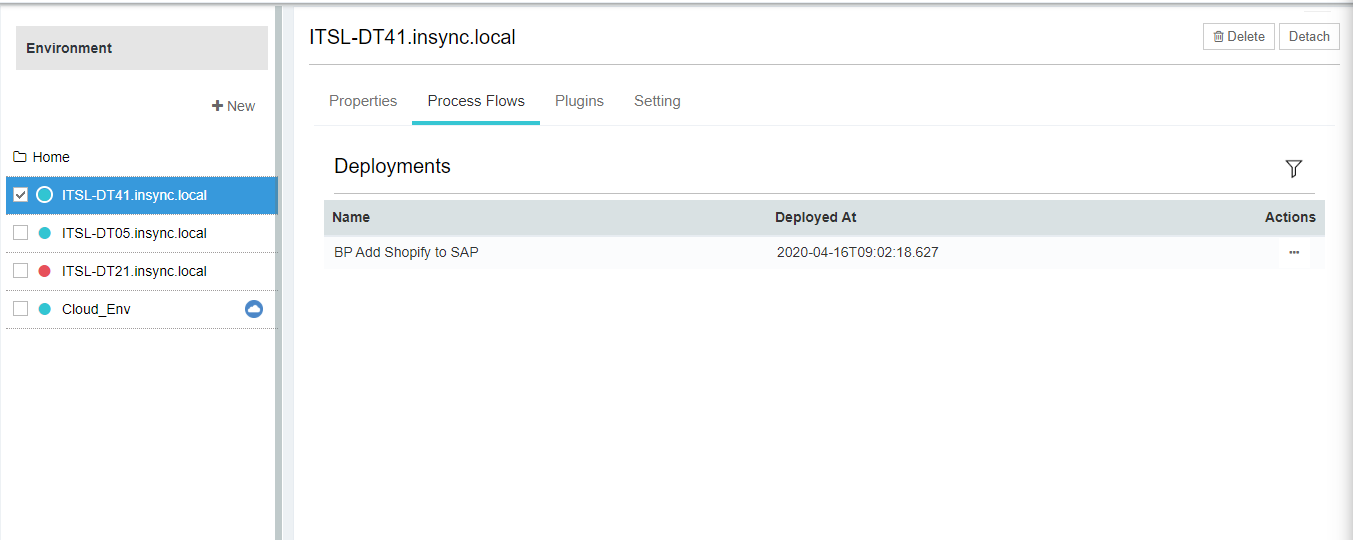 Environment
New
Home
ITSL-DT41.insync.local
ITSL-DT05.insync.local
ITSL-DT21.insync.local
Cloud_Env
ITSL-DT41.insync.local
Delete Detach
Properties Process Flows Plugins Setting
Deployments
Name Deployed At Actions
BP Add Shopify to SAP 2020-04-16T09:02:18.627